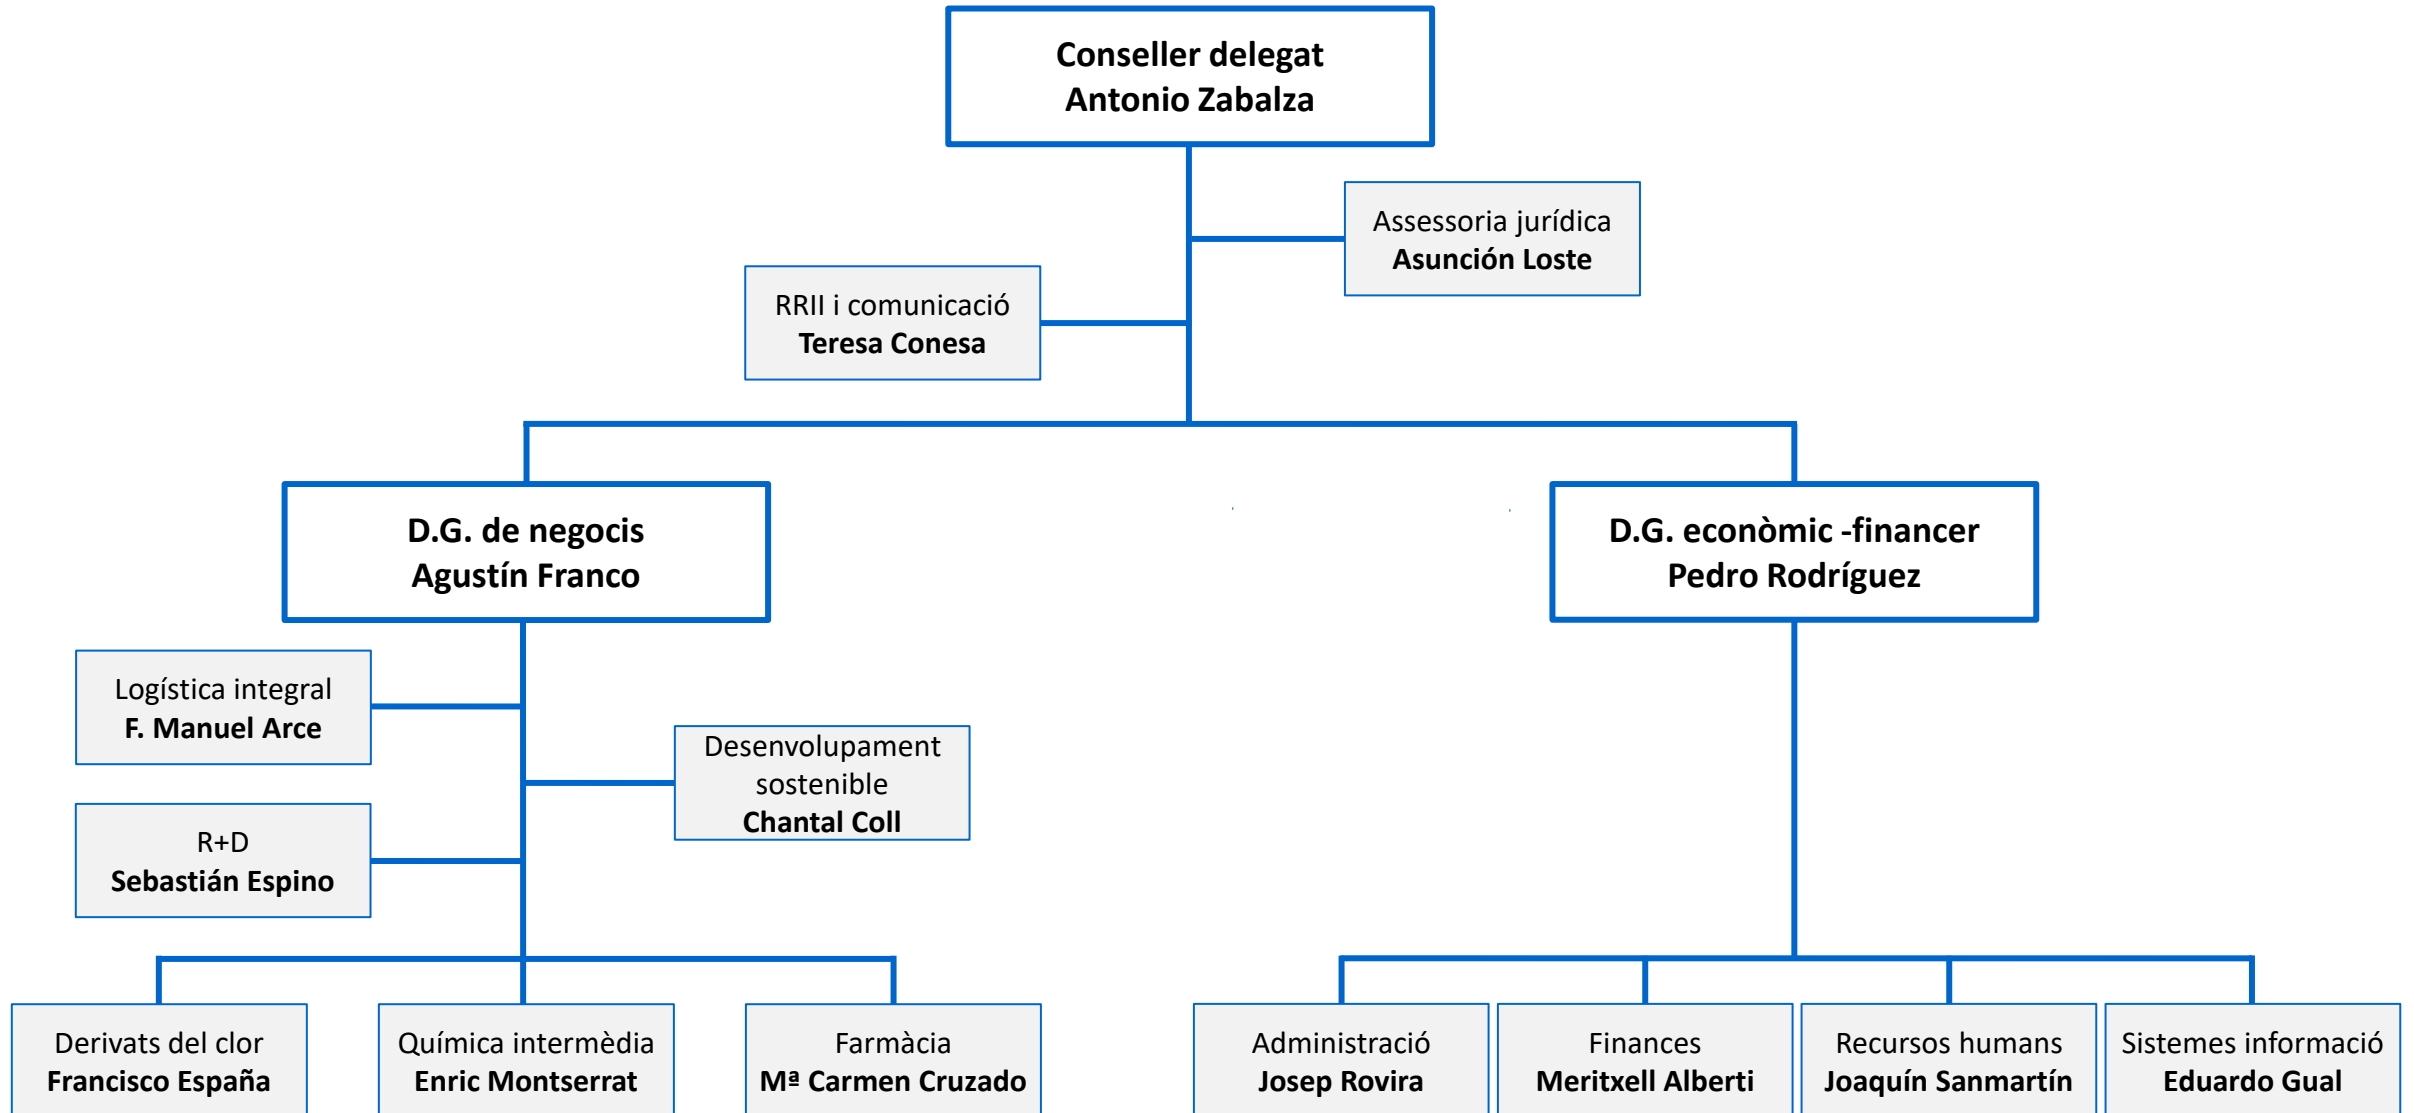 Conseller delegat
Antonio Zabalza
Assessoria jurídica
Asunción Loste
RRII i comunicació
Teresa Conesa
D.G. de negocis
Agustín Franco
D.G. econòmic -financer
Pedro Rodríguez
Logística integral
F. Manuel Arce
Desenvolupament
sostenible
Chantal Coll
R+D
Sebastián Espino
Derivats del clor
Francisco España
Química intermèdia
Enric Montserrat
Farmàcia
Mª Carmen Cruzado
Administració
Josep Rovira
Finances
Meritxell Alberti
Recursos humans
Joaquín Sanmartín
Sistemes informació
Eduardo Gual